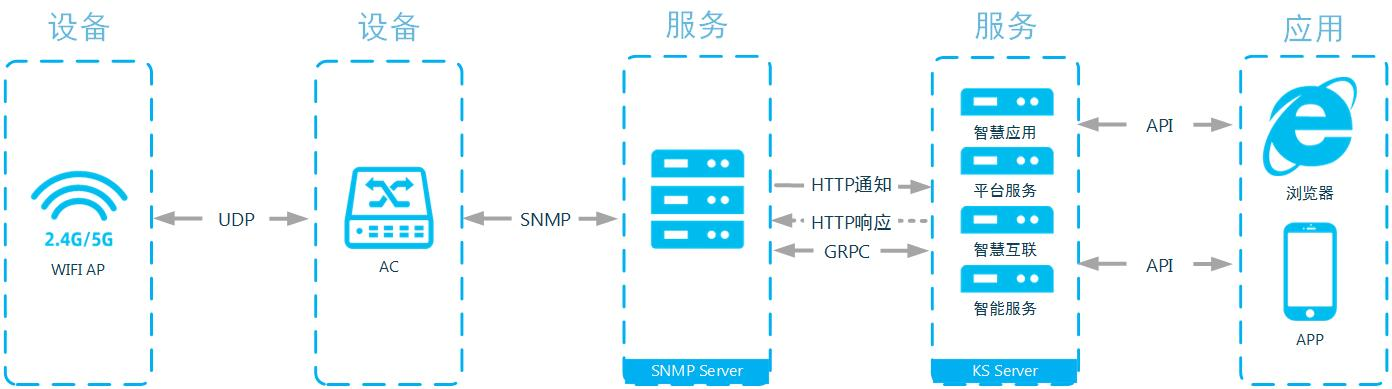 设备
设备
服务
服务
应用
2.4G/5G
WIFI AP
UDP
AC
SNMP
SNMP Server
HTTP通知
HTTP响应
GRPC
智慧应用
平台服务
智慧互联
智能服务
KS Server
API
API
浏览器
APP